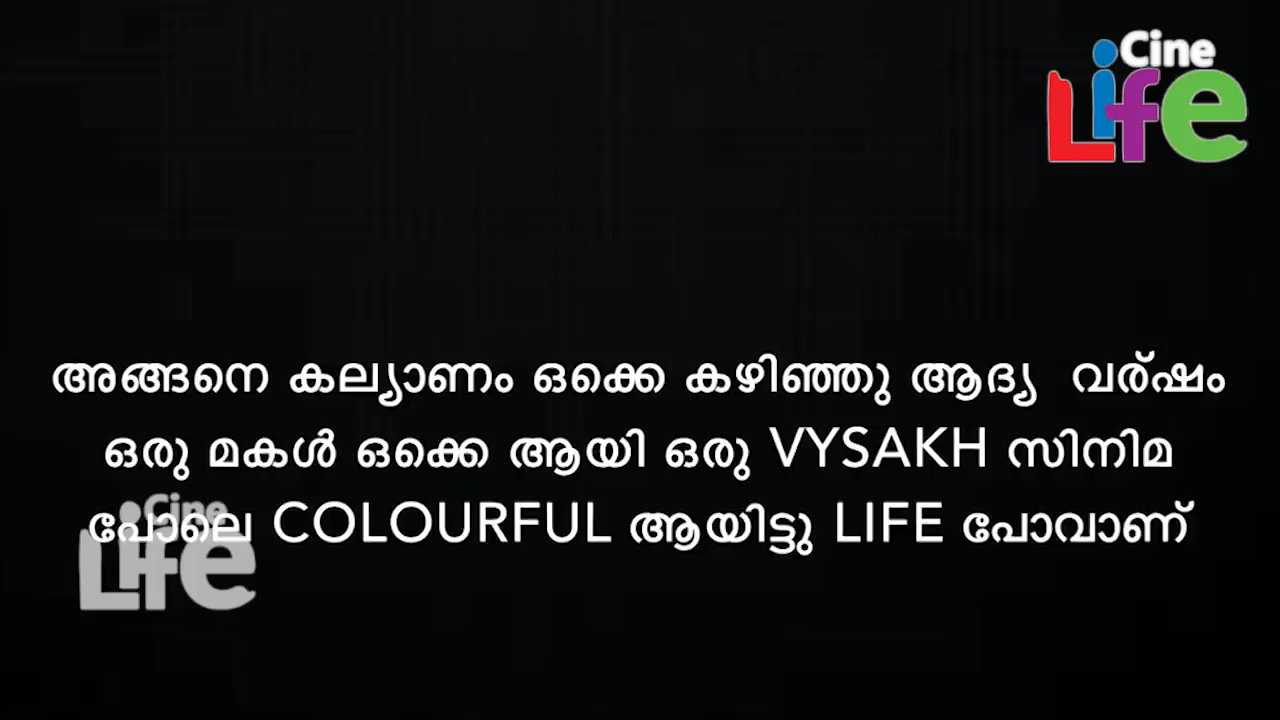 Cine
Life
അങ്ങനെ കല്യാണം ഒക്കെ കഴിഞ്ഞു ആദ്യ വര്ഷം
ഒരു മകൾ ഒക്കെ ആയി ഒരു VYSAKH സിനിമ
പോലെ COLOURFUL ആയിട്ടു LIFE പോവാണ്
Cine
Life